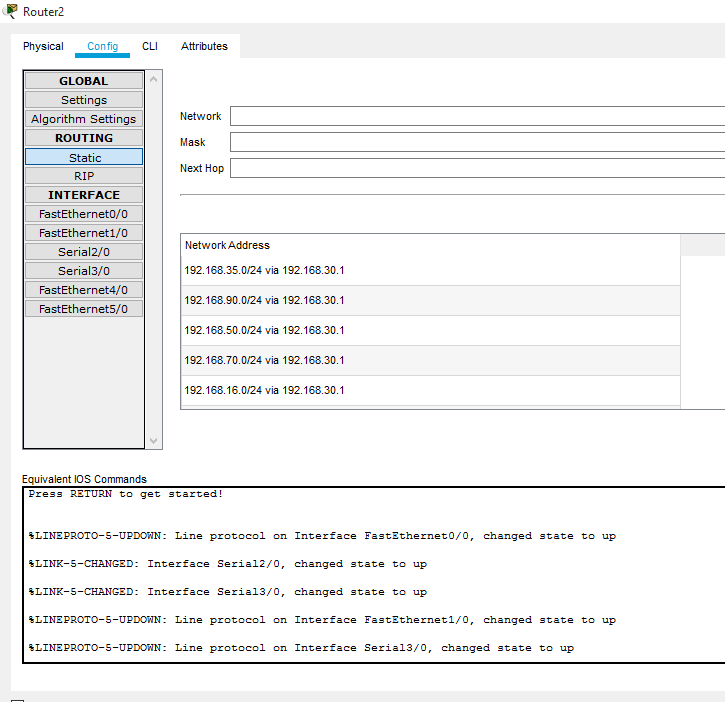 Router2
Physical Config CLI Attributes
GLOBAL
Settings
Algorithm Settings
ROUTING
Static
RIP
INTERFACE
FastEthernet0/0
FastEthernet1/0
Serial2/0
Serial3/0
FastEthernet4/0
FastEthernet5/0
Network
Mask
Next Hop
Network Address
192.168.35.0/24 via 192.168.30.1
192.168.90.0/24 via 192.168.30.1
192.168.50.0/24 via 192.168.30.1
192.168.70.0/24 via 192.168.30.1
192.168.16.0/24 via 192.168.30.1
Equivalent IOS Commands
Press RETURN to get started!
%LINEPROTO-5-UPDOWN: Line protocol on Interface FastEthernet0/0, changed state to up
%LINK-5-CHANGED: Interface Serial2/0, changed state to up
%LINK-5-CHANGED: Interface Serial3/0, changed state to up
%LINEPROTO-5-UPDOWN: Line protocol on Interface FastEthernet1/0, changed state to up
%LINEPROTO-5-UPDOWN: Line protocol on Interface Serial3/0, changed state to up